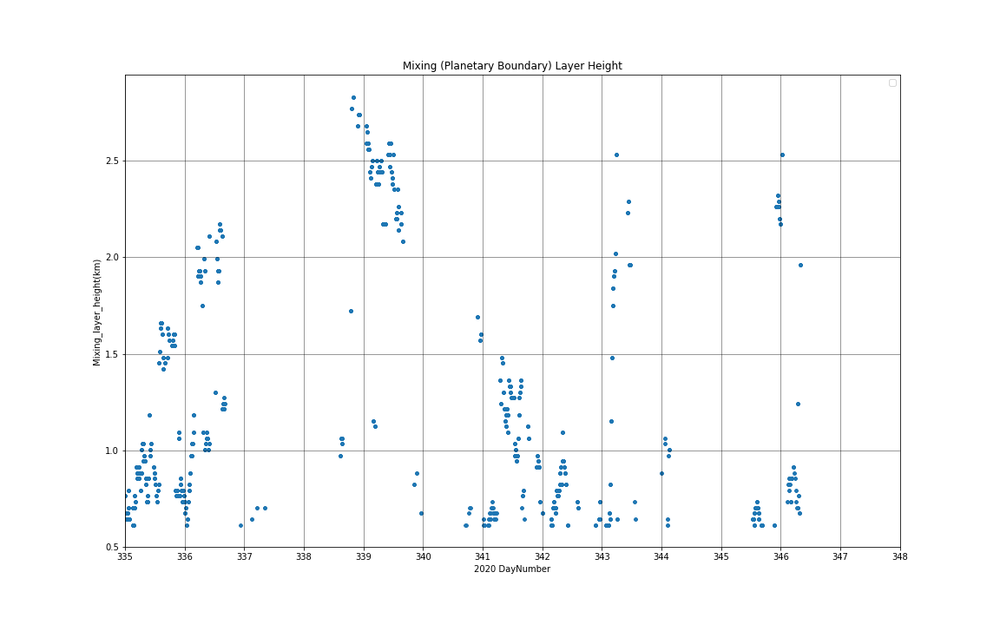 Mixing (Planetary Boundary) Layer Height
Mixing_layer_height(km)
2.5
2.0
1.5
1.0
0.5
335 336 337 338 339 340 341 342 343 344 345 346 347 348
2020 DayNumber